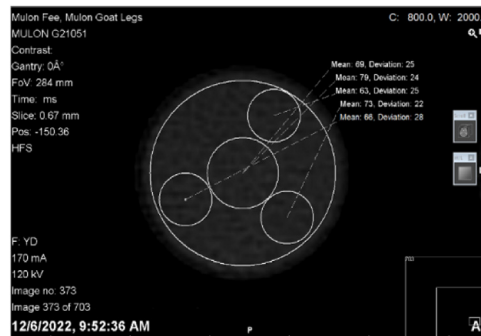 Mulon Fee, Mulon Goat Legs
MULON G21051
Contrast:
Gantry: 0Â°
FoV: 284 mm
Time: ms
Slice: 0.67 mm
Pos: -150.36
HFS
C: 800.0, W: 2000.
Mean: 69, Deviation: 25
Mean: 79, Deviation: 24
Mean: 63, Deviation: 25
Mean: 73, Deviation: 22
Mean: 66, Deviation: 28
F: YD
170 mA
120 kV
Image no: 373
Image 373 of 703
12/6/2022, 9:52:36 AM
P
A